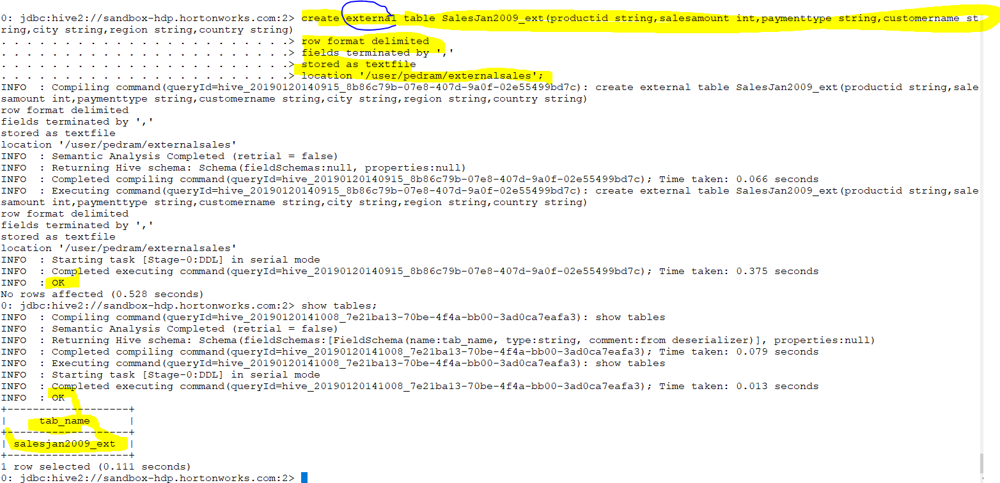 0: jdbc:hive2://sandbox-hdp.hortonworks.com:2> create external table SalesJan2009_ext(productid string,salesamount int,paymenttype string,customername st
ring,city string,region string,country string)
. . . . . . . . . . . . . . . . . . . . . . .> row format delimited
. . . . . . . . . . . . . . . . . . . . . . .> fields terminated by ','
. . . . . . . . . . . . . . . . . . . . . . .> stored as textfile
. . . . . . . . . . . . . . . . . . . . . . .> location '/user/pedram/externalsales';
INFO  : Compiling command(queryId=hive_20190120140915_8b86c79b-07e8-407d-9a0f-02e55499bd7c): create external table SalesJan2009_ext(productid string,sale
samount int,paymenttype string,customername string,city string,region string,country string)
row format delimited
fields terminated by ','
stored as textfile
location '/user/pedram/externalsales'
INFO  : Semantic Analysis Completed (retrial = false)
INFO  : Returning Hive schema: Schema(fieldSchemas:null, properties:null)
INFO  : Completed compiling command(queryId=hive_20190120140915_8b86c79b-07e8-407d-9a0f-02e55499bd7c); Time taken: 0.066 seconds
INFO  : Executing command(queryId=hive_20190120140915_8b86c79b-07e8-407d-9a0f-02e55499bd7c): create external table SalesJan2009_ext(productid string,sale
samount int,paymenttype string,customername string,city string,region string,country string)
row format delimited
fields terminated by ','
stored as textfile
location '/user/pedram/externalsales'
INFO  : Starting task [Stage-0:DDL] in serial mode
INFO  : Completed executing command(queryId=hive_20190120140915_8b86c79b-07e8-407d-9a0f-02e55499bd7c); Time taken: 0.375 seconds
INFO  : OK
No rows affected (0.528 seconds)
0: jdbc:hive2://sandbox-hdp.hortonworks.com:2> show tables;
INFO  : Compiling command(queryId=hive_20190120141008_7e21ba13-70be-4f4a-bb00-3ad0ca7eafa3): show tables
INFO  : Semantic Analysis Completed (retrial = false)
INFO  : Returning Hive schema: Schema(fieldSchemas:[FieldSchema(name:tab_name, type:string, comment:from deserializer)], properties:null)
INFO  : Completed compiling command(queryId=hive_20190120141008_7e21ba13-70be-4f4a-bb00-3ad0ca7eafa3); Time taken: 0.079 seconds
INFO  : Executing command(queryId=hive_20190120141008_7e21ba13-70be-4f4a-bb00-3ad0ca7eafa3): show tables
INFO  : Starting task [Stage-0:DDL] in serial mode
INFO  : Completed executing command(queryId=hive_20190120141008_7e21ba13-70be-4f4a-bb00-3ad0ca7eafa3); Time taken: 0.013 seconds
INFO  : OK
+-------------------+
|     tab_name      |
+-------------------+
| salesjan2009_ext  |
+-------------------+
1 row selected (0.111 seconds)
0: jdbc:hive2://sandbox-hdp.hortonworks.com:2>